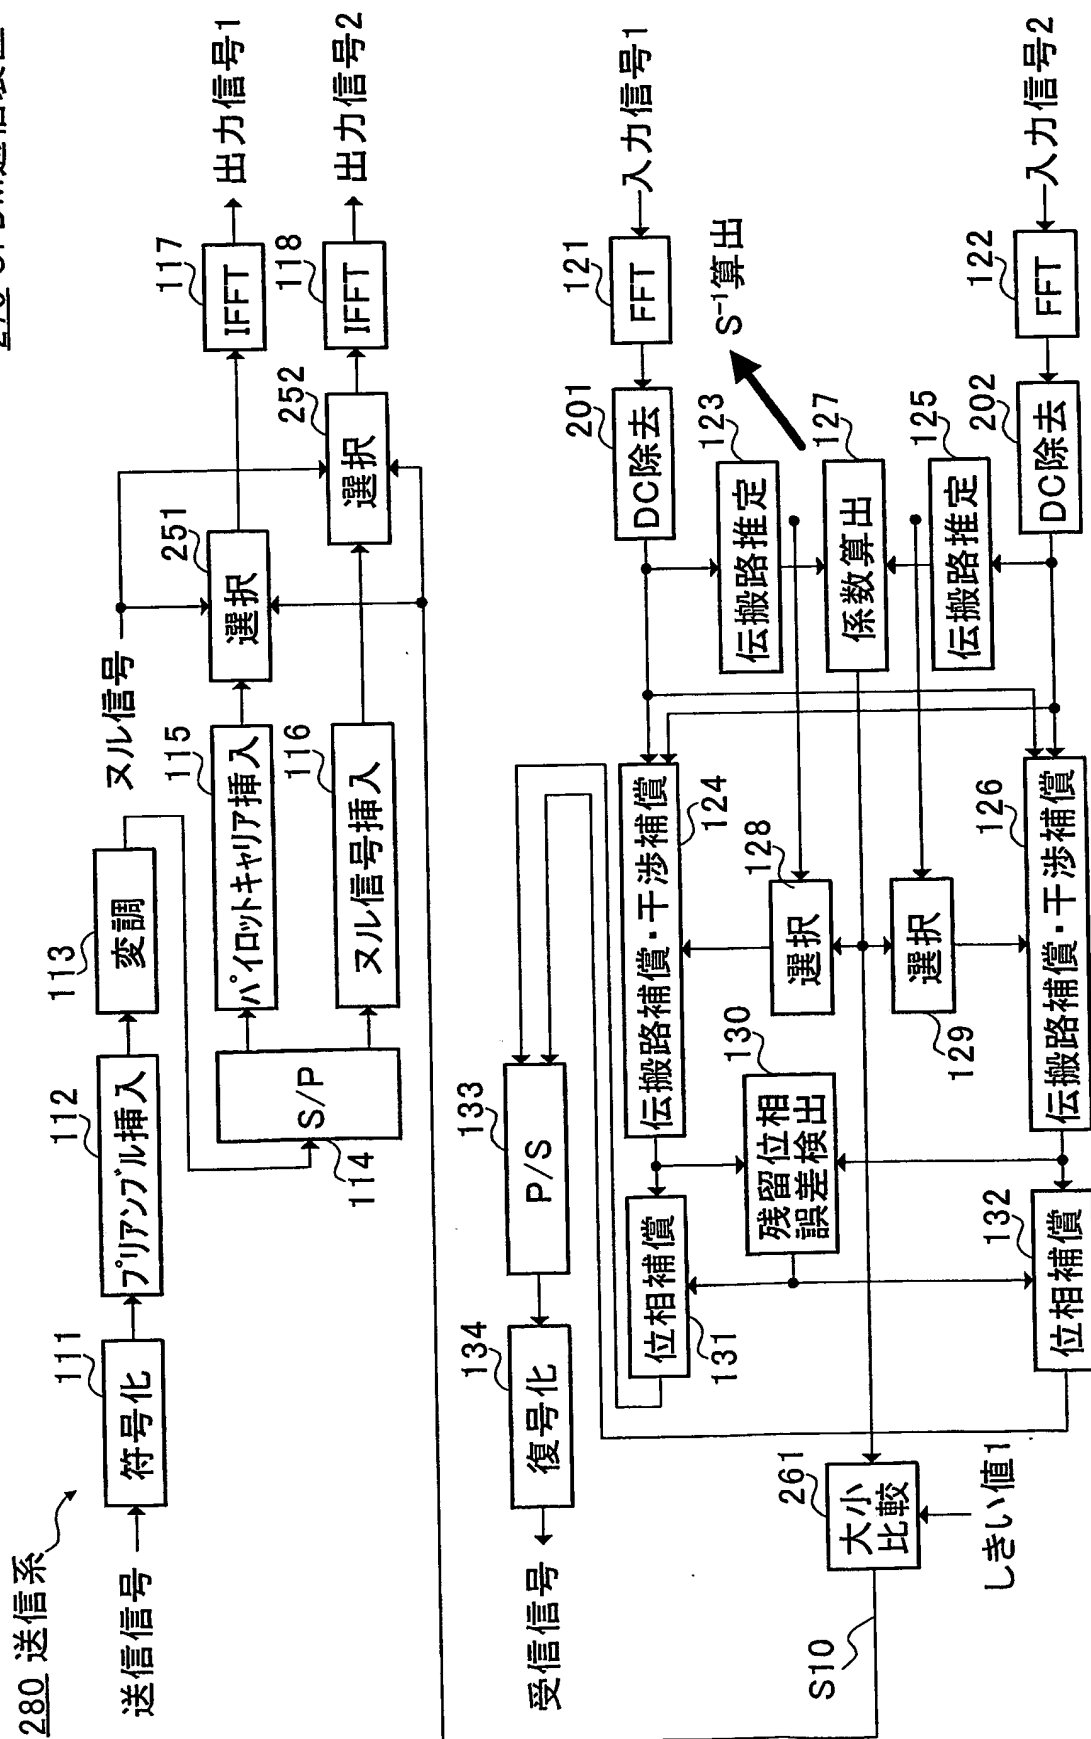 280 送信系
送信信号
111
符号化
112
プリアンブル挿入
113
変調
114
S/P
ヌル信号
115
パイロットキャリア挿入
116
ヌル信号挿入
251
選択
252
選択
117
IFFT
出力信号1
118
IFFT
出力信号2
入力信号1
121
FFT
201
DC除去
123
伝搬路推定
S⁻¹算出
127
係数算出
125
伝搬路推定
202
DC除去
122
FFT
入力信号2
伝搬路補償・干渉補償
124
128
選択
選択
129
伝搬路補償・干渉補償
126
130
残留位相
誤差検出
位相補償
131
132
位相補償
133
P/S
134
復号化
受信信号
261
大小
比較
しきい値1
S10